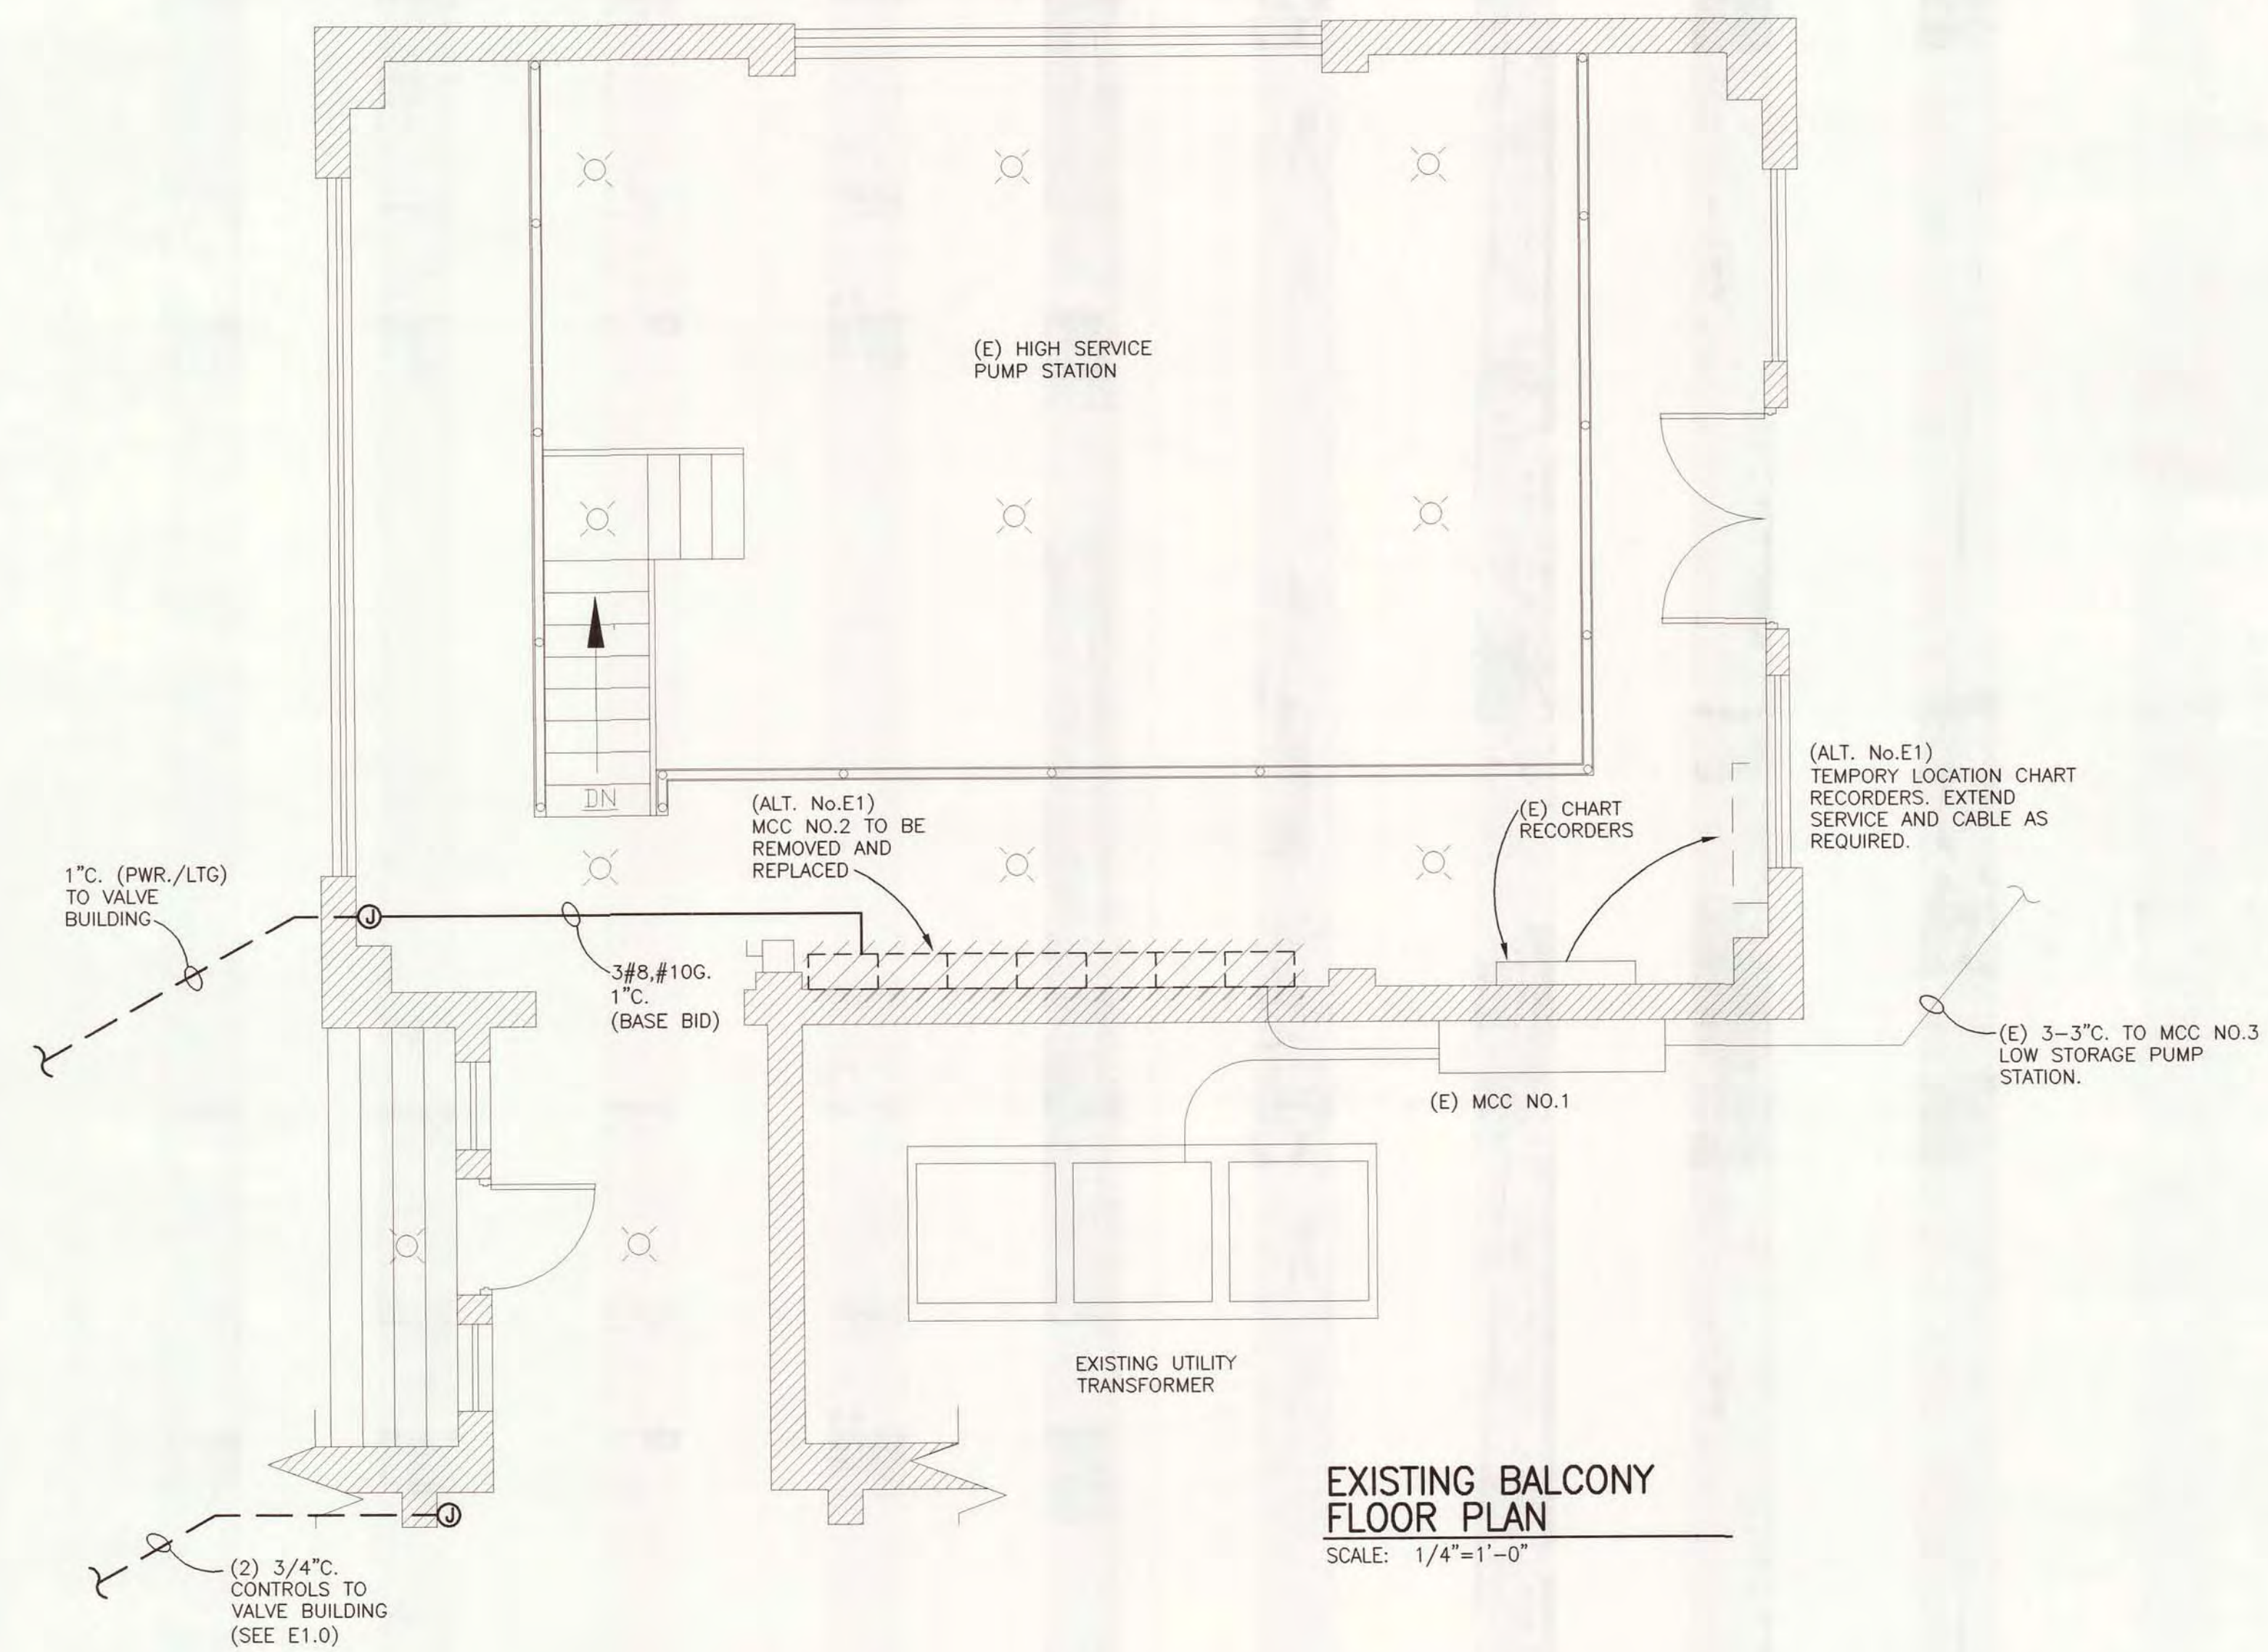 (E) HIGH SERVICE
PUMP STATION
DN
(ALT. No.E1)
MCC NO.2 TO BE
REMOVED AND
REPLACED
(E) CHART
RECORDERS
(ALT. No.E1)
TEMPORY LOCATION CHART
RECORDERS. EXTEND
SERVICE AND CABLE AS
REQUIRED.
1"C. (PWR./LTG)
TO VALVE
BUILDING
J
3#8,#10G.
1"C.
(BASE BID)
(E) 3-3"C. TO MCC NO.3
LOW STORAGE PUMP
STATION.
(E) MCC NO.1
EXISTING UTILITY
TRANSFORMER
J
(2) 3/4"C.
CONTROLS TO
VALVE BUILDING
(SEE E1.0)
EXISTING BALCONY
FLOOR PLAN
SCALE: 1/4"=1'-0"